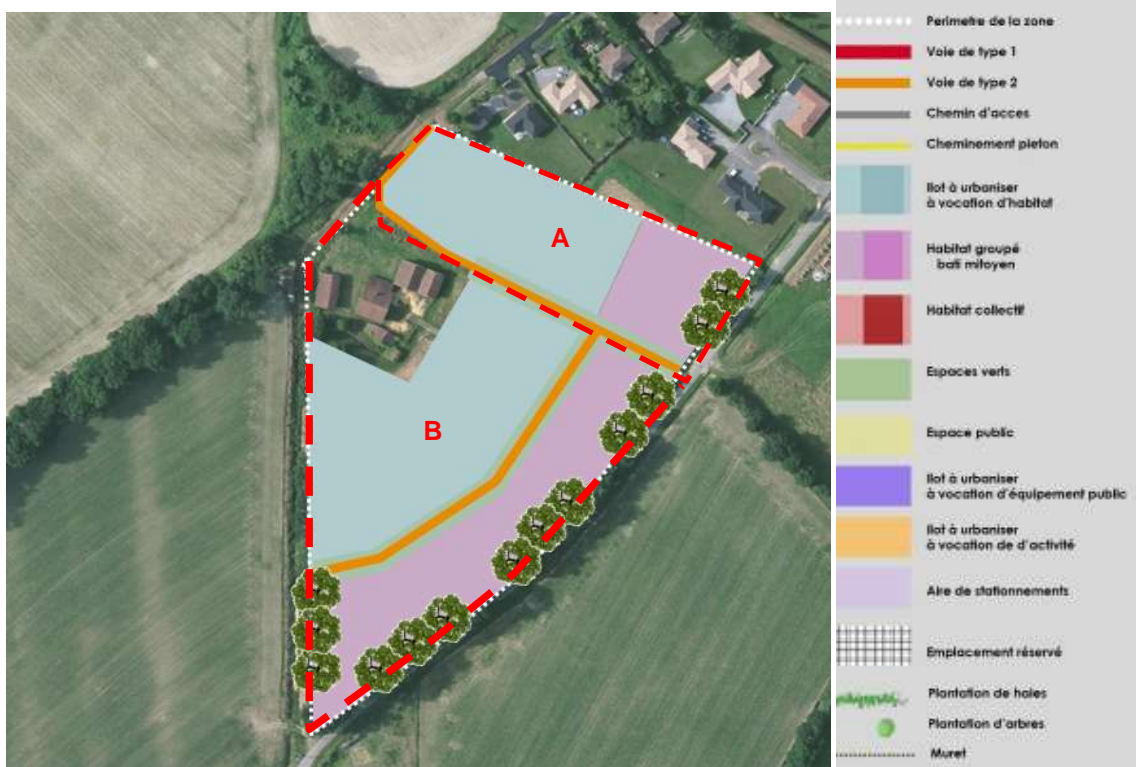 A
B
Perimetre de la zone
Voie de type 1
Voie de type 2
Chemin d'acces
Cheminement pieton
Ilot à urbaniser
à vocation d'habitat
Habitat groupé
bati mitoyen
Habitat collectif
Espaces verts
Espace public
Ilot à urbaniser
à vocation d'équipement public
Ilot à urbaniser
à vocation de d'activité
Aire de stationnements
Emplacement réservé
Plantation de haies
Plantation d'arbres
Muret